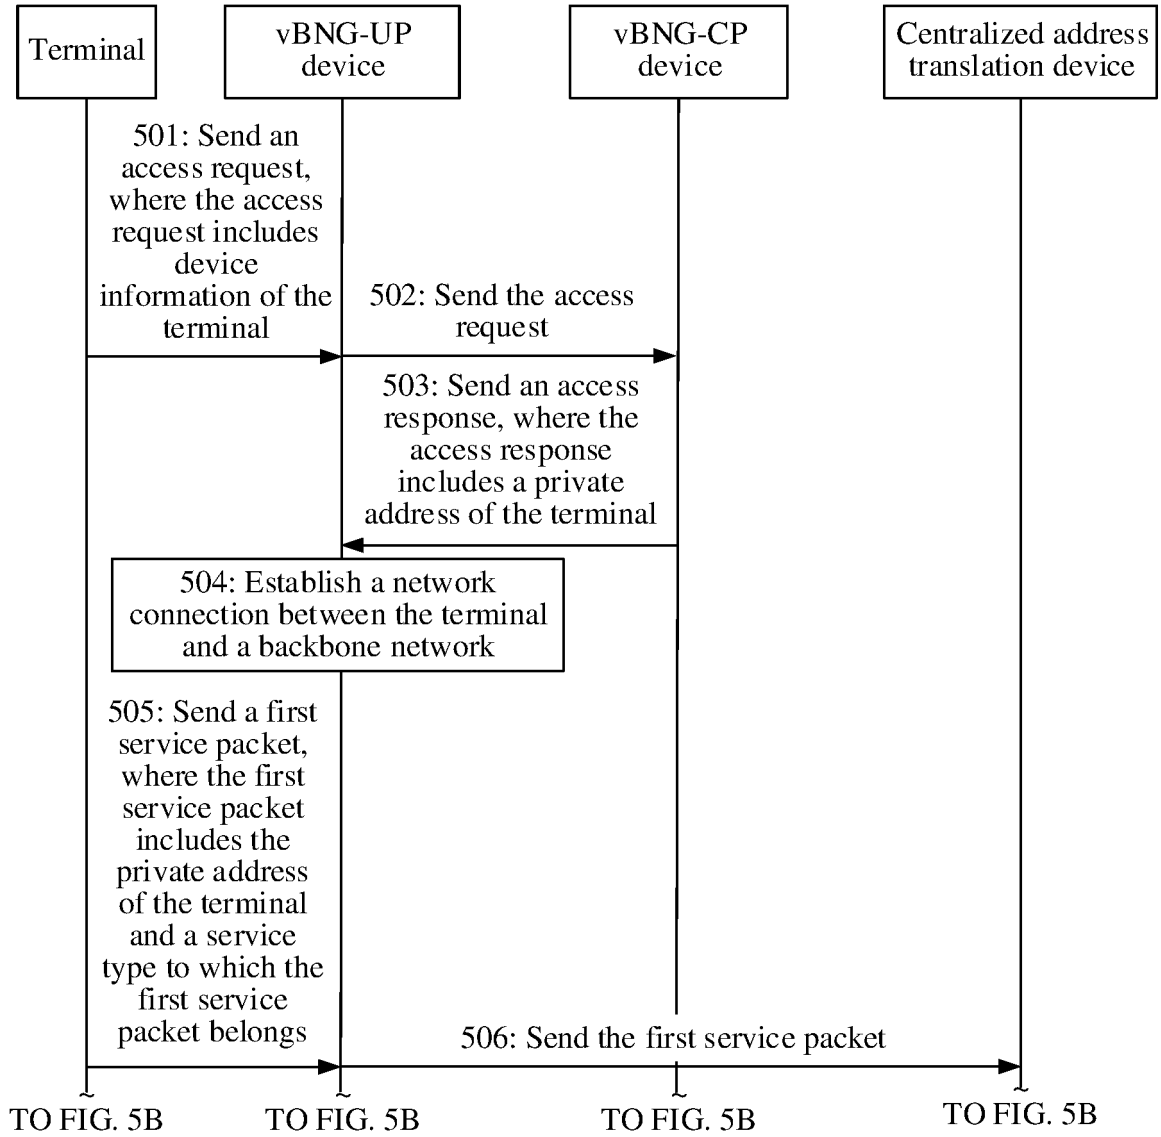 Terminal
vBNG-UP
device
vBNG-CP
device
Centralized address
translation device
501: Send an
access request,
where the access
request includes
device
information of the
terminal
502: Send the access
request
503: Send an access
response, where the
access response
includes a private
address of the terminal
504: Establish a network
connection between the terminal
and a backbone network
505: Send a first
service packet,
where the first
service packet
includes the
private address
of the terminal
and a service
type to which the
first service
packet belongs
506: Send the first service packet
~
~
~
~
TO FIG. 5B
TO FIG. 5B
TO FIG. 5B
TO FIG. 5B